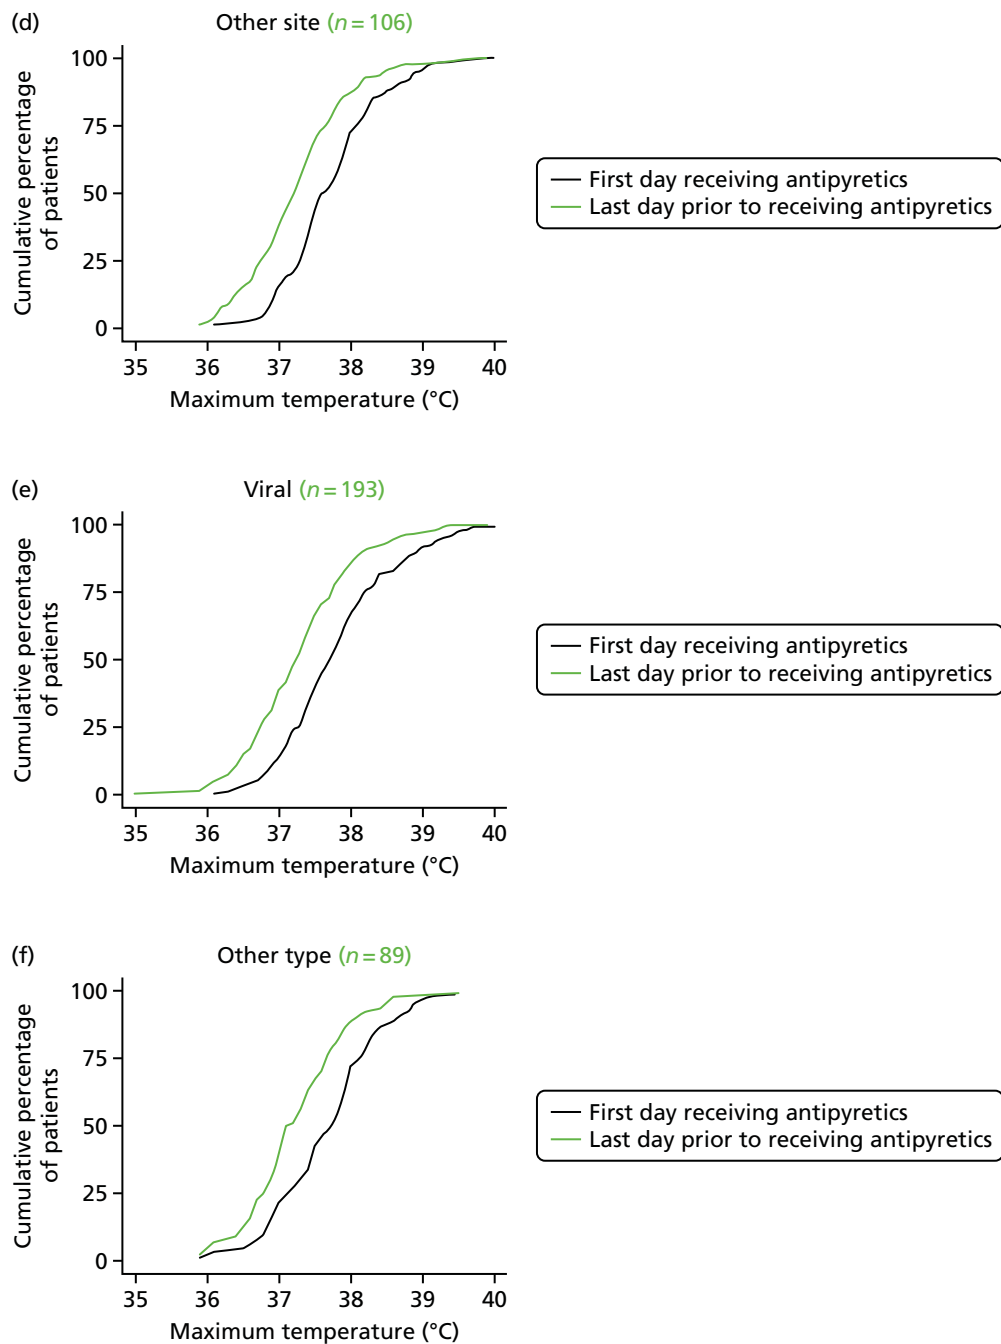 (d)
Other site (n = 106)
Cumulative percentage
of patients
100
75
50
25
0
35 36 37 38 39 40
Maximum temperature (°C)
First day receiving antipyretics
Last day prior to receiving antipyretics
(e)
Viral (n = 193)
Cumulative percentage
of patients
100
75
50
25
0
35 36 37 38 39 40
Maximum temperature (°C)
First day receiving antipyretics
Last day prior to receiving antipyretics
(f)
Other type (n = 89)
Cumulative percentage
of patients
100
75
50
25
0
35 36 37 38 39 40
Maximum temperature (°C)
First day receiving antipyretics
Last day prior to receiving antipyretics